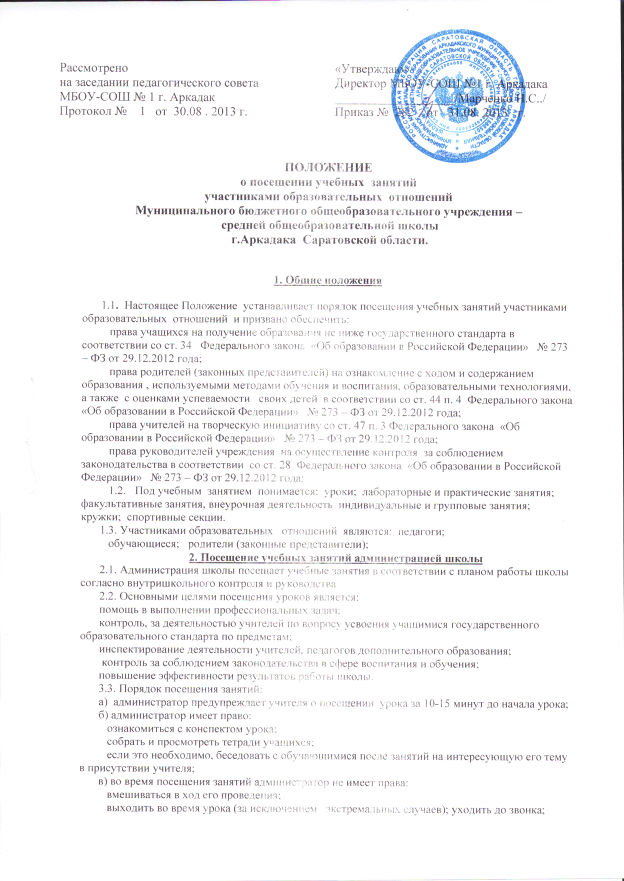 Рассмотрено
на заседании педагогического совета
МБОУ-СОШ № 1 г. Аркадак
Протокол № 1 от 30.08 . 2013 г.
«Утверждаю»
Директор МБОУ-СОШ №1 г. Аркадака
/Марченко Н.С../
Приказ № от 31.08. г.
ПОЛОЖЕНИЕ
о посещении учебных занятий
участниками образовательных отношений
Муниципального бюджетного общеобразовательного учреждения –
средней общеобразовательной школы
г.Аркадака Саратовской области.
1. Общие положения
1.1. Настоящее Положение устанавливает порядок посещения учебных занятий участниками
образовательных отношений и призвано обеспечить:
права учащихся на получение образования не ниже государственного стандарта в
соответствии со ст. 34 Федерального закона «Об образовании в Российской Федерации» № 273
– ФЗ от 29.12.2012 года;
права родителей (законных представителей) на ознакомление с ходом и содержанием
образования , используемыми методами обучения и воспитания, образовательными технологиями,
а также с оценками успеваемости своих детей в соответствии со ст. 44 п. 4 Федерального закона
«Об образовании в Российской Федерации» № 273 – ФЗ от 29.12.2012 года;
права учителей на творческую инициативу со ст. 47 п. 3 Федерального закона «Об
образовании в Российской Федерации» № 273 – ФЗ от 29.12.2012 года;
права руководителей учреждения на осуществление контроля за соблюдением
законодательства в соответствии со ст. 28 Федерального закона «Об образовании в Российской
Федерации» № 273 – ФЗ от 29.12.2012 года;
1.2. Под учебным занятием понимается: уроки; лабораторные и практические занятия;
факультативные занятия, внеурочная деятельность индивидуальные и групповые занятия;
кружки; спортивные секции.
1.3. Участниками образовательных отношений являются: педагоги;
обучающиеся; родители (законные представители);
2. Посещение учебных занятий администрацией школы
2.1. Администрация школы посещает учебные занятия в соответствии с планом работы школы
согласно внутришкольного контроля и руководства
2.2. Основными целями посещения уроков является:
помощь в выполнении профессиональных задач;
контроль, за деятельностью учителей по вопросу усвоения учащимися государственного
образовательного стандарта по предметам;
инспектирование деятельности учителей, педагогов дополнительного образования;
контроль за соблюдением законодательства в сфере воспитания и обучения;
повышение эффективности результатов работы школы.
3.3. Порядок посещения занятий:
а) администратор предупреждает учителя о посещении урока за 10-15 минут до начала урока;
б) администратор имеет право:
ознакомиться с конспектом урока;
собрать и просмотреть тетради учащихся;
если это необходимо, беседовать с обучающимися после занятий на интересующую его тему
в присутствии учителя;
в) во время посещения занятий администратор не имеет права:
вмешиваться в ход его проведения;
выходить во время урока (за исключением экстремальных случаев); уходить до звонка;